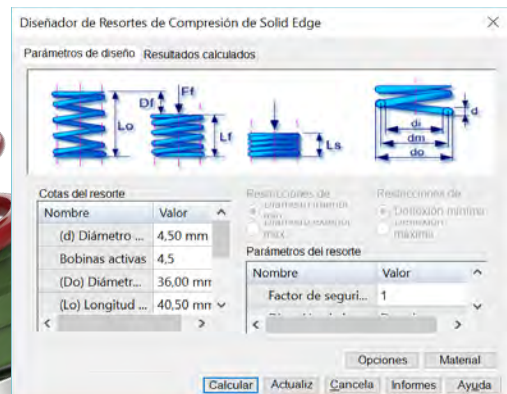 Diseñador de Resortes de Compresión de Solid Edge
Parámetros de diseño Resultados calculados
Df Ff
Lo Lf
Ls
d
di
dm
do
Cotas del resorte
Nombre Valor
(d) Diámetro ... 4,50 mm
Bobinas activas 4,5
(Do) Diámetr... 36,00 mm
(Lo) Longitud ... 40,50 mm
Restricciones de
Restricciones de
Deflexión mínima
máx.
máxima
Parámetros del resorte
Nombre Valor
Factor de seguri... 1
Opciones Material
Calcular Actualiz Cancela Informes Ayuda